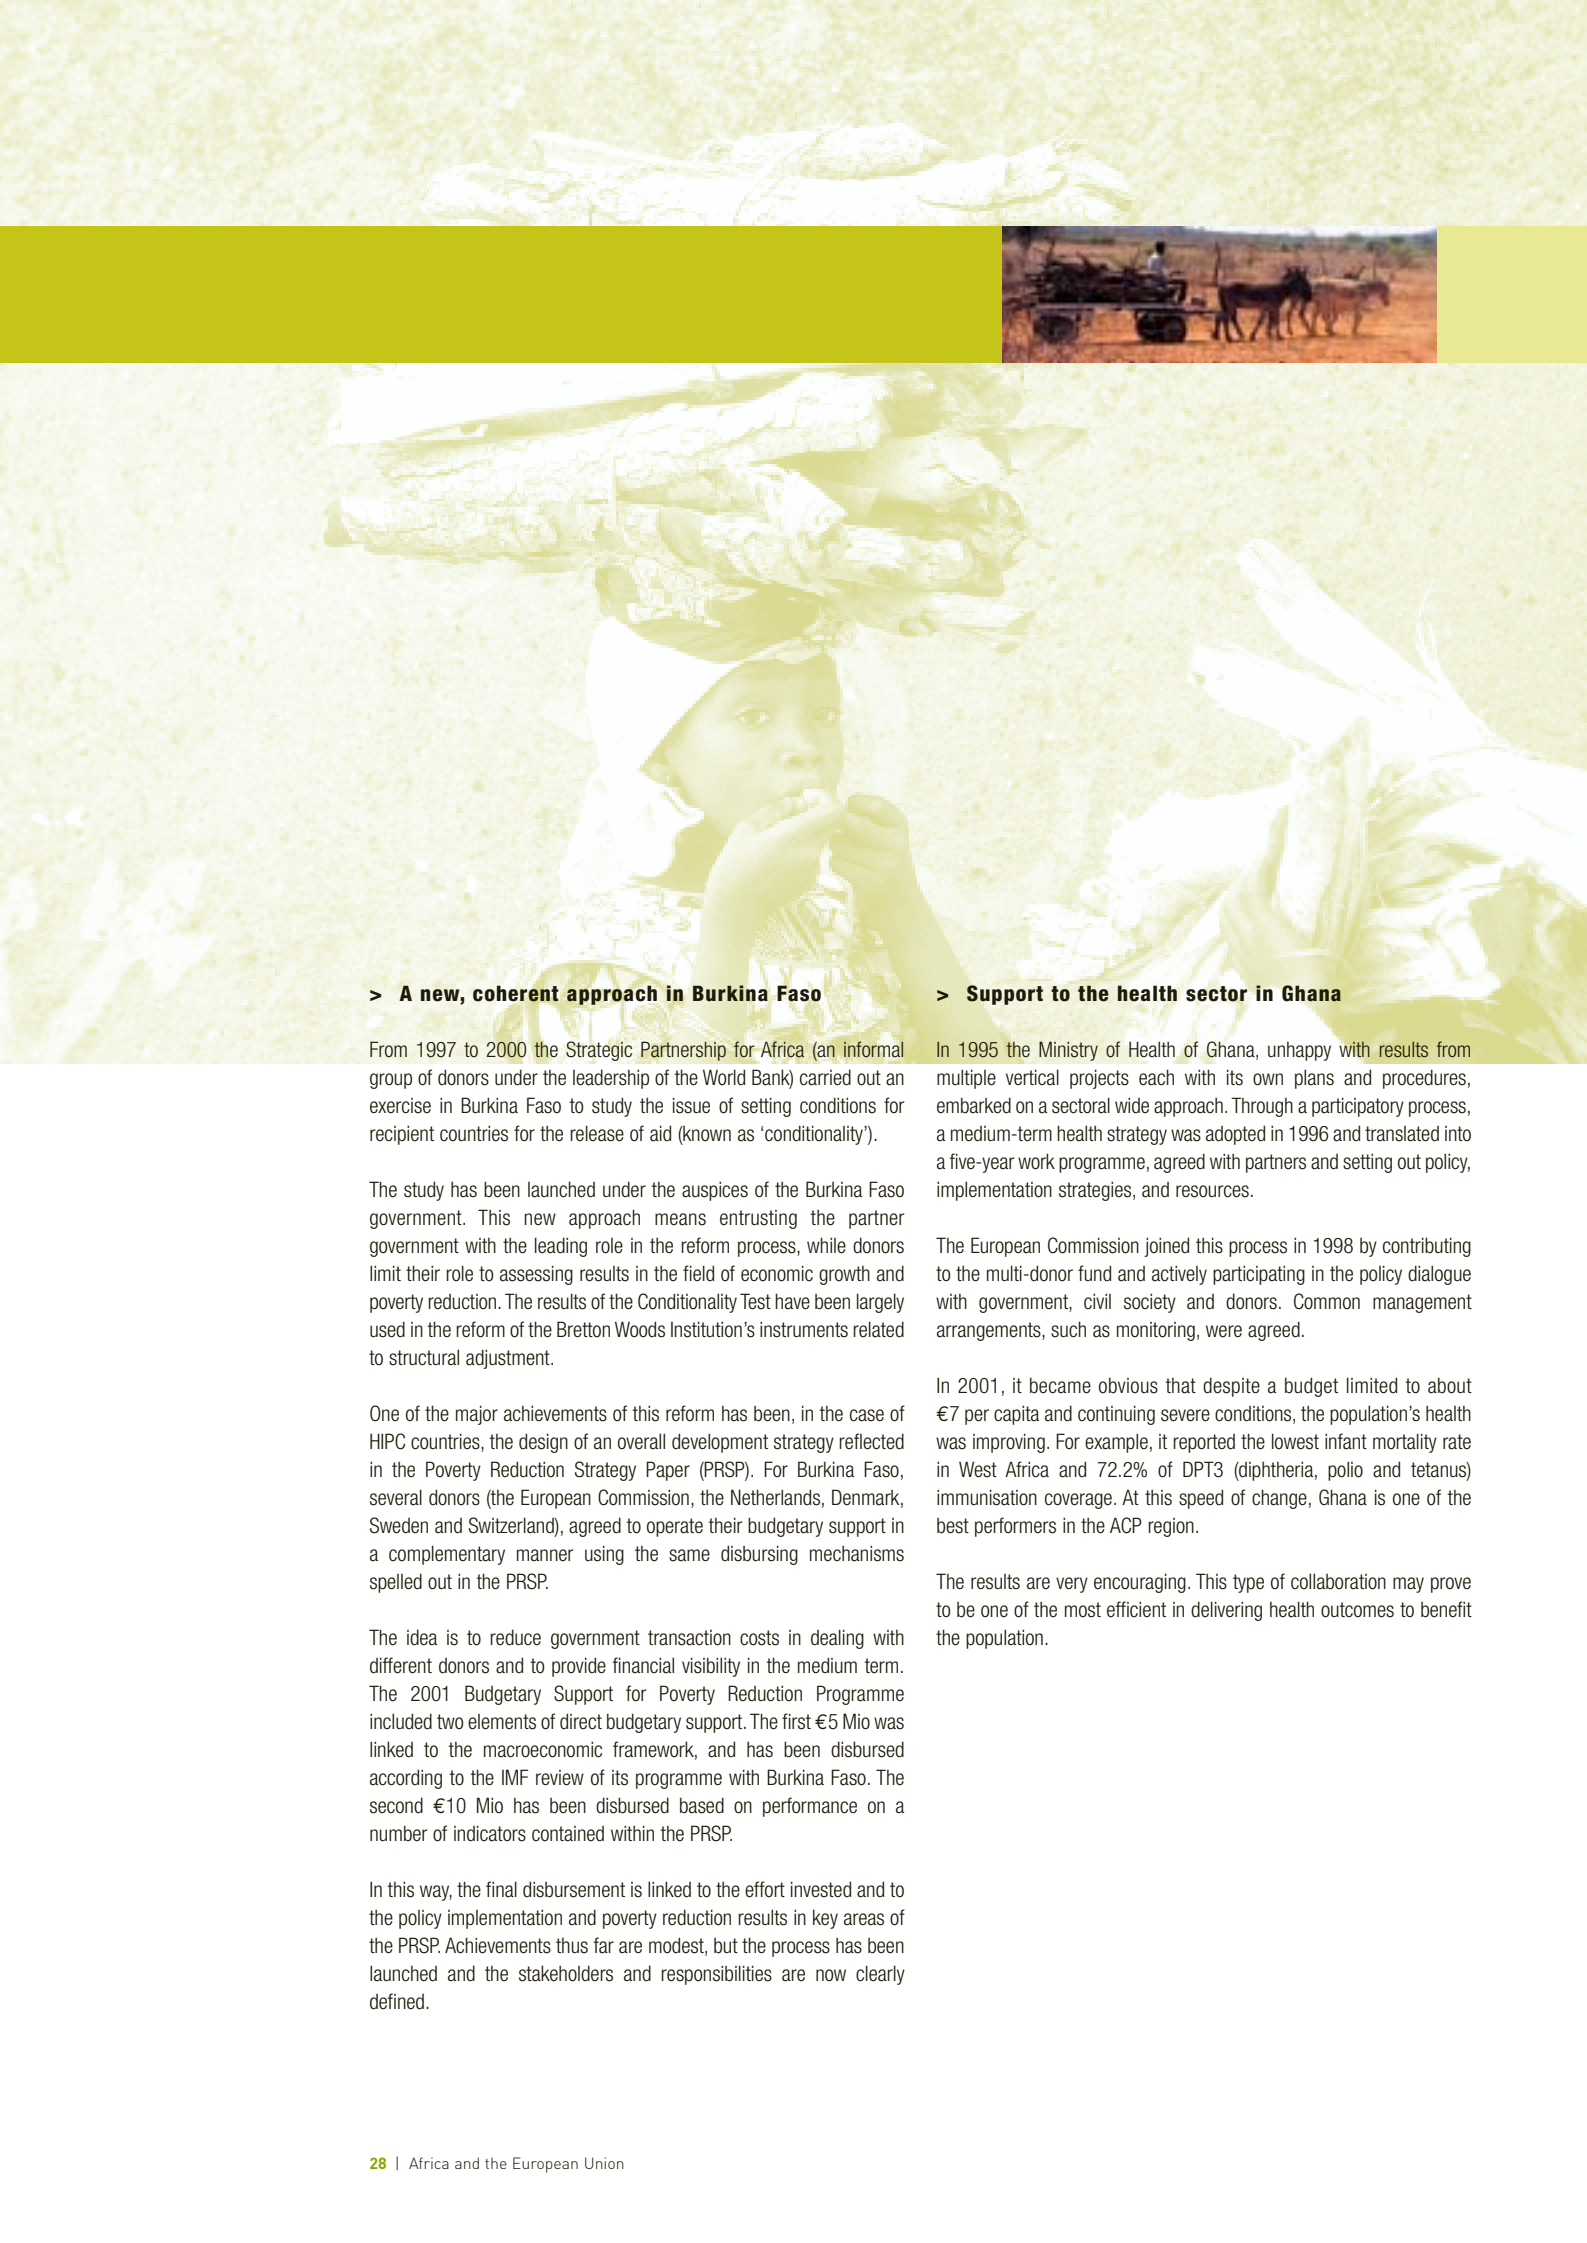 > A new, coherent approach in Burkina Faso
From 1997 to 2000 the Strategic Partnership for Africa (an informal
group of donors under the leadership of the World Bank) carried out an
exercise in Burkina Faso to study the issue of setting conditions for
recipient countries for the release of aid (known as ‘conditionality’).
The study has been launched under the auspices of the Burkina Faso
government. This new approach means entrusting the partner
government with the leading role in the reform process, while donors
limit their role to assessing results in the field of economic growth and
poverty reduction. The results of the Conditionality Test have been largely
used in the reform of the Bretton Woods Institution’s instruments related
to structural adjustment.
One of the major achievements of this reform has been, in the case of
HIPC countries, the design of an overall development strategy reflected
in the Poverty Reduction Strategy Paper (PRSP). For Burkina Faso,
several donors (the European Commission, the Netherlands, Denmark,
Sweden and Switzerland), agreed to operate their budgetary support in
a complementary manner using the same disbursing mechanisms
spelled out in the PRSP.
The idea is to reduce government transaction costs in dealing with
different donors and to provide financial visibility in the medium term.
The 2001 Budgetary Support for Poverty Reduction Programme
included two elements of direct budgetary support. The first €5 Mio was
linked to the macroeconomic framework, and has been disbursed
according to the IMF review of its programme with Burkina Faso. The
second €10 Mio has been disbursed based on performance on a
number of indicators contained within the PRSP.
In this way, the final disbursement is linked to the effort invested and to
the policy implementation and poverty reduction results in key areas of
the PRSP. Achievements thus far are modest, but the process has been
launched and the stakeholders and responsibilities are now clearly
defined.
> Support to the health sector in Ghana
In 1995 the Ministry of Health of Ghana, unhappy with results from
multiple vertical projects each with its own plans and procedures,
embarked on a sectoral wide approach. Through a participatory process,
a medium-term health strategy was adopted in 1996 and translated into
a five-year work programme, agreed with partners and setting out policy,
implementation strategies, and resources.
The European Commission joined this process in 1998 by contributing
to the multi-donor fund and actively participating in the policy dialogue
with government, civil society and donors. Common management
arrangements, such as monitoring, were agreed.
In 2001, it became obvious that despite a budget limited to about
€7 per capita and continuing severe conditions, the population’s health
was improving. For example, it reported the lowest infant mortality rate
in West Africa and 72.2% of DPT3 (diphtheria, polio and tetanus)
immunisation coverage. At this speed of change, Ghana is one of the
best performers in the ACP region.
The results are very encouraging. This type of collaboration may prove
to be one of the most efficient in delivering health outcomes to benefit
the population.
28 | Africa and the European Union